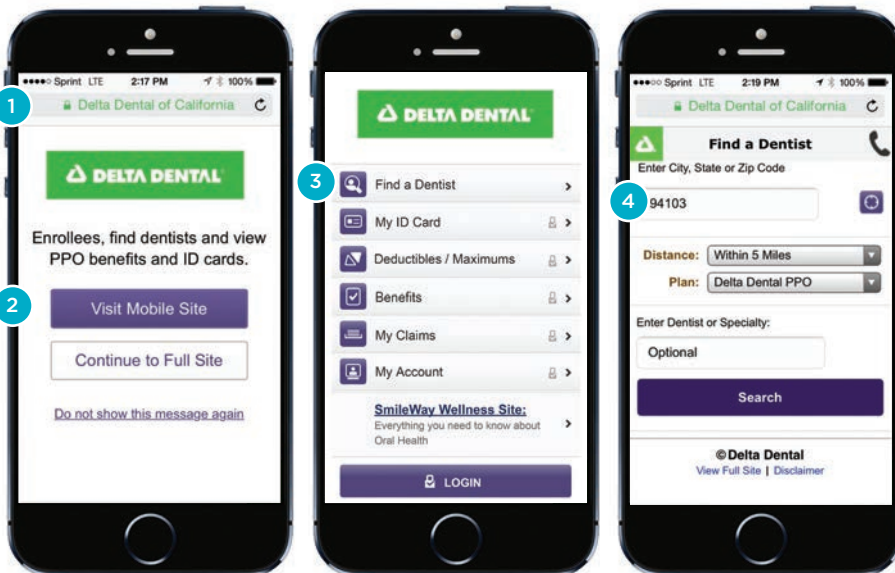 Sprint LTE 2:17 PM 100%
1
Delta Dental of California
DELTA DENTAL
Enrollees, find dentists and view
PPO benefits and ID cards.
2
Visit Mobile Site
Continue to Full Site
Do not show this message again
DELTA DENTAL
3
Find a Dentist
My ID Card
Deductibles / Maximums
Benefits
My Claims
My Account
SmileWay Wellness Site:
Everything you need to know about
Oral Health
LOGIN
Sprint LTE 2:19 PM 100%
Delta Dental of California
Find a Dentist
Enter City, State or Zip Code
4
94103
Distance: Within 5 Miles
Plan: Delta Dental PPO
Enter Dentist or Specialty:
Optional
Search
© Delta Dental
View Full Site | Disclaimer